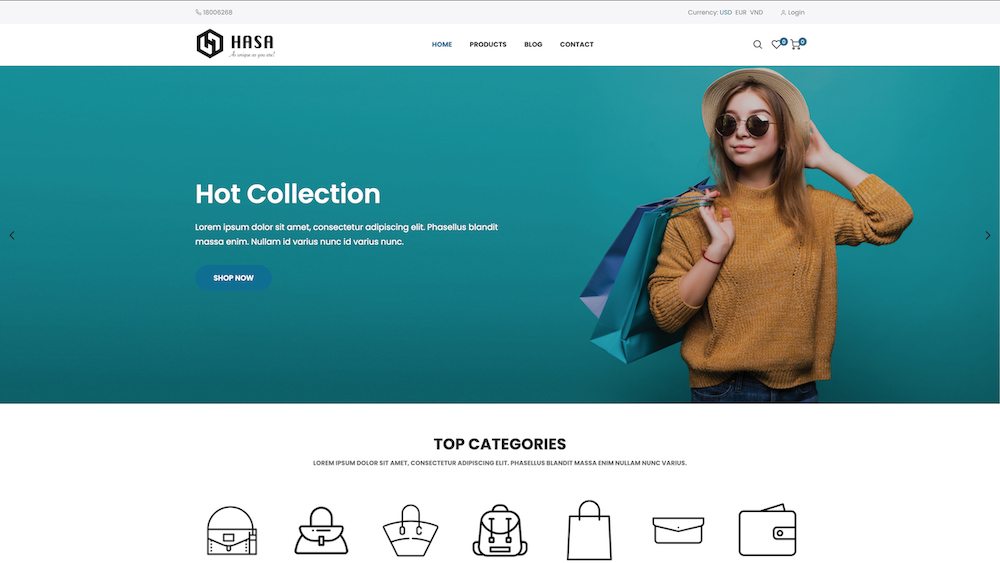 18006268
Currency: USD EUR VND
Login
HASA
As unique as you are!
HOME PRODUCTS BLOG CONTACT
0 0
Hot Collection
Lorem ipsum dolor sit amet, consectetur adipiscing elit. Phasellus blandit
massa enim. Nullam id varius nunc id varius nunc.
SHOP NOW
TOP CATEGORIES
LOREM IPSUM DOLOR SIT AMET, CONSECTETUR ADIPISCING ELIT. PHASELLUS BLANDIT MASSA ENIM NULLAM NUNC VARIUS.